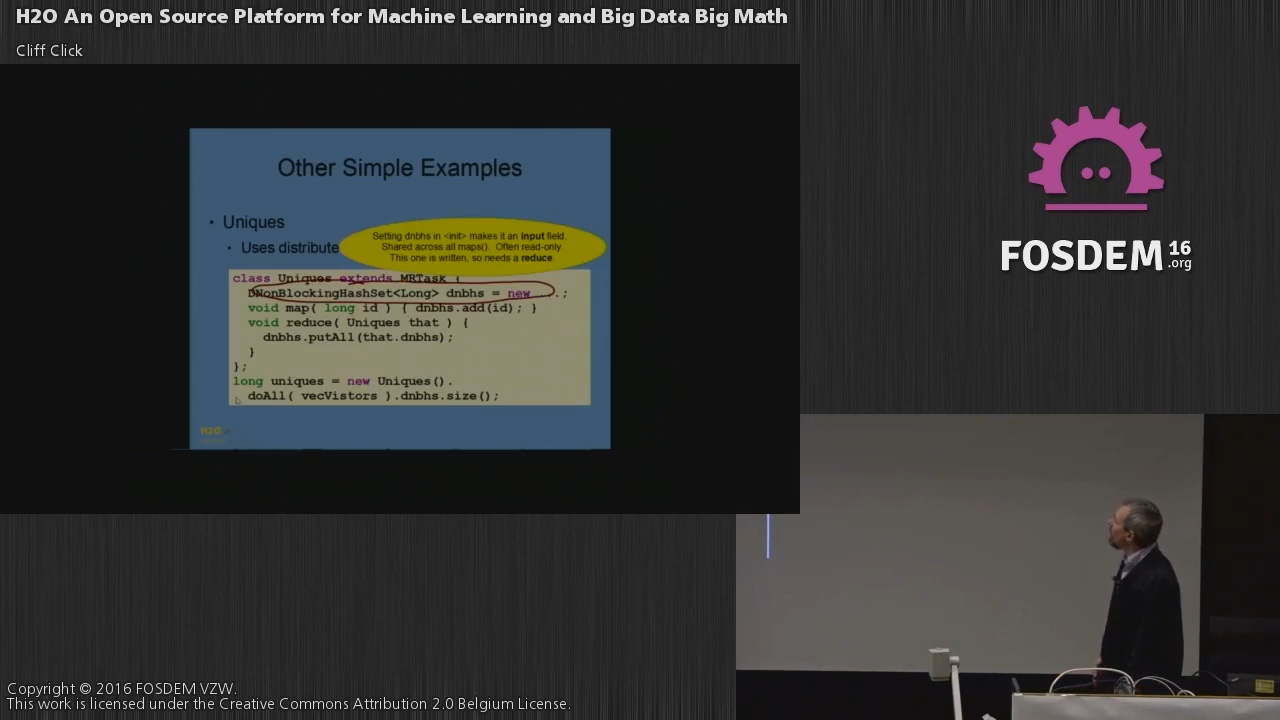 H2O An Open Source Platform for Machine Learning and Big Data Big Math
Cliff Click
Other Simple Examples
• Uniques
• Uses distribute
Setting dnbhs in <init> makes it an input field.
Shared across all maps(). Often read-only.
This one is written, so needs a reduce.
class Uniques extends MRTask {
DNonBlockingHashSet<Long> dnbhs = new ...;
void map( long id ) { dnbhs.add(id); }
void reduce( Uniques that ) {
dnbhs.putAll(that.dnbhs);
}
};
long uniques = new Uniques().
doAll( vecVistors ).dnbhs.size();
H2O
FOSDEM 16
.org
Copyright © 2016 FOSDEM VZW.
This work is licensed under the Creative Commons Attribution 2.0 Belgium License.